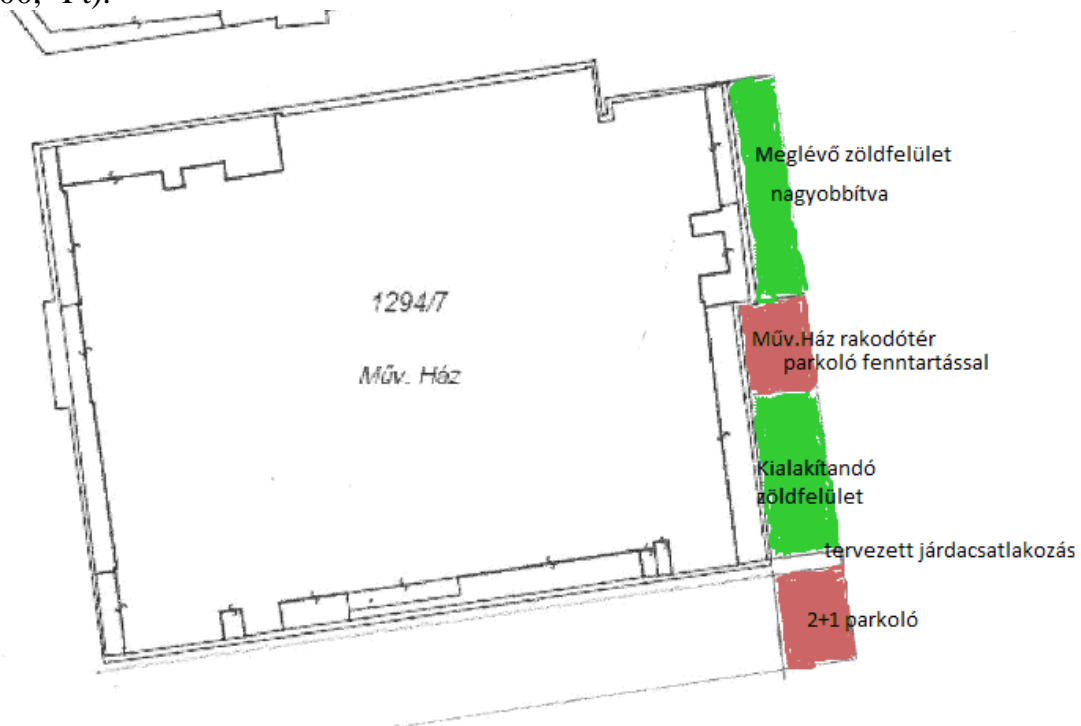 Meglévő zöldfelület
nagyobbítva
1294/7
Műv. Ház
Műv.Ház rakodótér
parkoló fenntartással
Kialakítandó
zöldfelület
tervezett járdacsatlakozás
2+1 parkoló